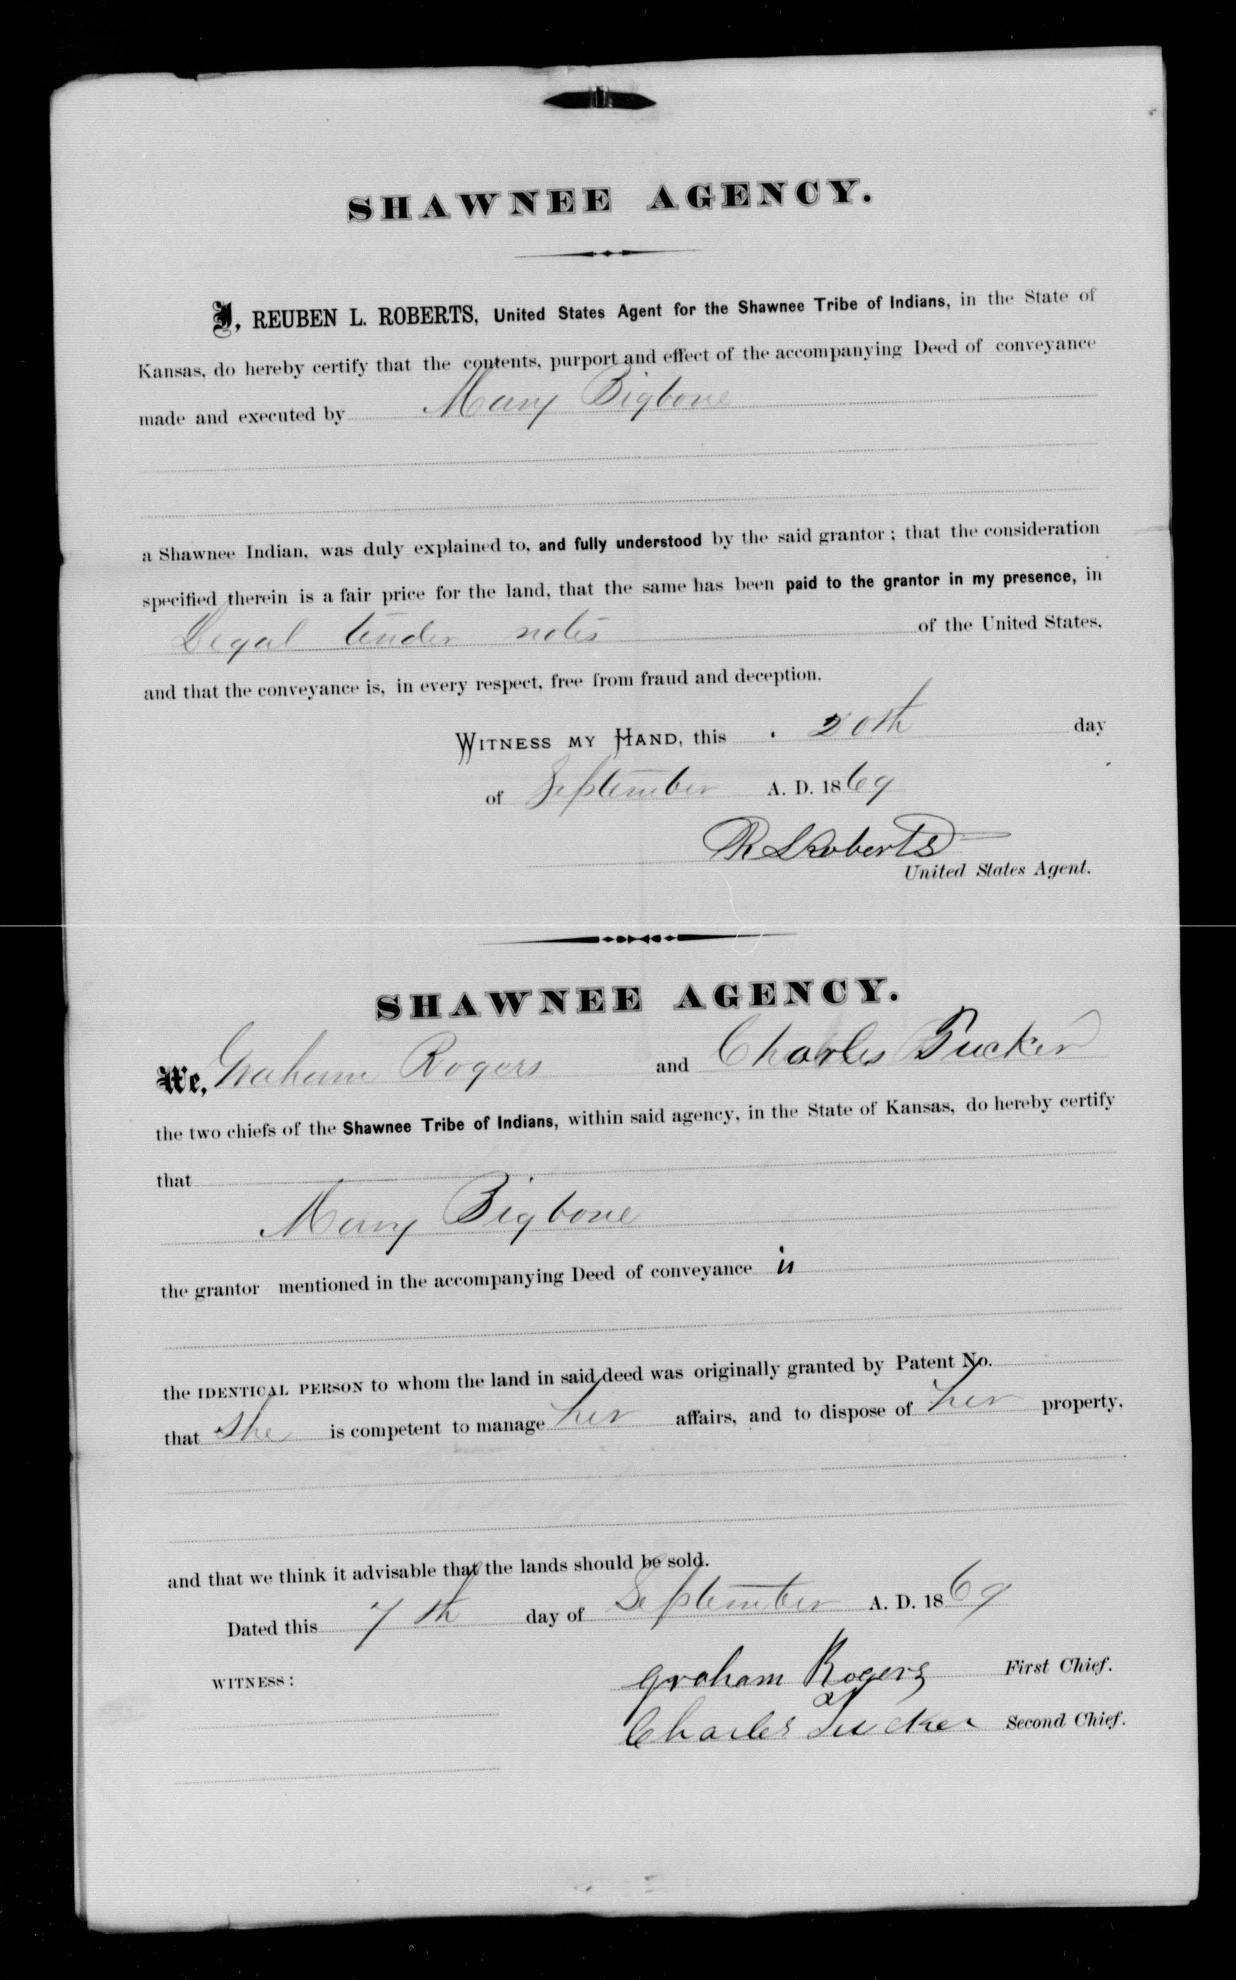 SHAWNEE AGENCY.
I, REUBEN L. ROBERTS, United States Agent for the Shawnee Tribe of Indians, in the State of
Kansas, do hereby certify that the contents, purport and effect of the accompanying Deed of conveyance
made and executed by Mary Bigbone
a Shawnee Indian, was duly explained to, and fully understood by the said grantor; that the consideration
specified therein is a fair price for the land, that the same has been paid to the grantor in my presence, in
Legal tender notes of the United States,
and that the conveyance is, in every respect, free from fraud and deception.
WITNESS MY HAND, this 20th day
of September A. D. 1869
R L Roberts
United States Agent.
SHAWNEE AGENCY.
We, Graham Rogers and Charles Tucker
the two chiefs of the Shawnee Tribe of Indians, within said agency, in the State of Kansas, do hereby certify
that
Mary Bigbone
the grantor mentioned in the accompanying Deed of conveyance is
the IDENTICAL PERSON to whom the land in said deed was originally granted by Patent No.
that she is competent to manage her affairs, and to dispose of her property,
and that we think it advisable that the lands should be sold.
Dated this 7th day of September A. D. 1869
WITNESS: Graham Rogers First Chief.
Charles Tucker Second Chief.